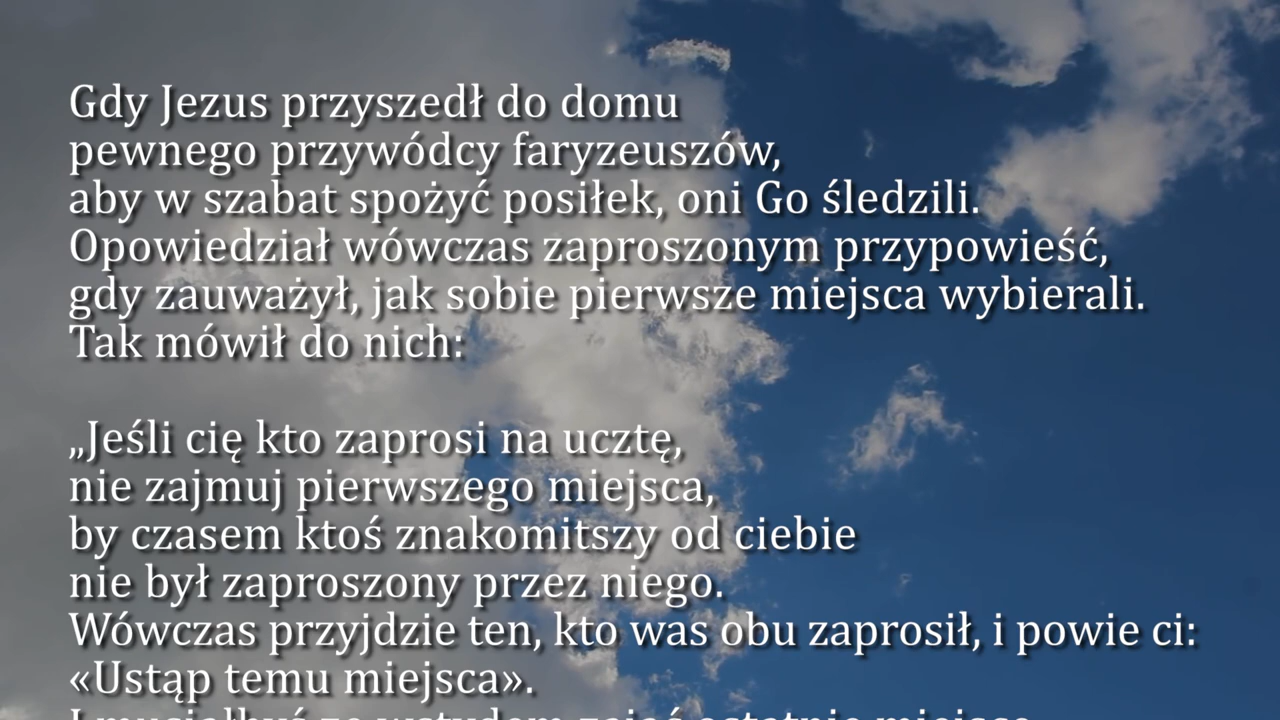 Gdy Jezus przyszedł do domu
pewnego przywódcy faryzeuszów,
aby w szabat spożyć posiłek, oni Go śledzili.
Opowiedział wówczas zaproszonym przypowieść,
gdy zauważył, jak sobie pierwsze miejsca wybierali.
Tak mówił do nich:
„Jeśli cię kto zaprosi na ucztę,
nie zajmuj pierwszego miejsca,
by czasem ktoś znakomitszy od ciebie
nie był zaproszony przez niego.
Wówczas przyjdzie ten, kto was obu zaprosił, i powie ci:
«Ustąp temu miejsca».